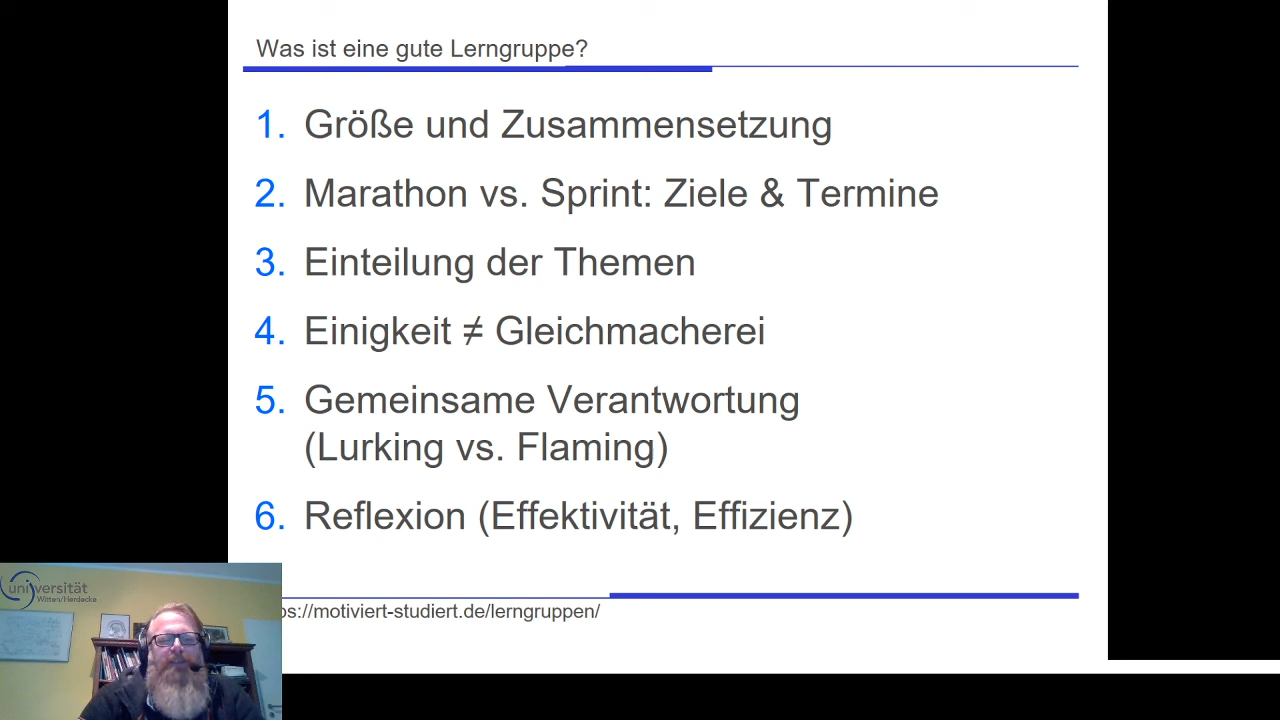 Was ist eine gute Lerngruppe?
1. Größe und Zusammensetzung
2. Marathon vs. Sprint: Ziele & Termine
3. Einteilung der Themen
4. Einigkeit ≠ Gleichmacherei
5. Gemeinsame Verantwortung
(Lurking vs. Flaming)
6. Reflexion (Effektivität, Effizienz)
ps://motiviert-studiert.de/lerngruppen/
universität
Witten/Herdecke